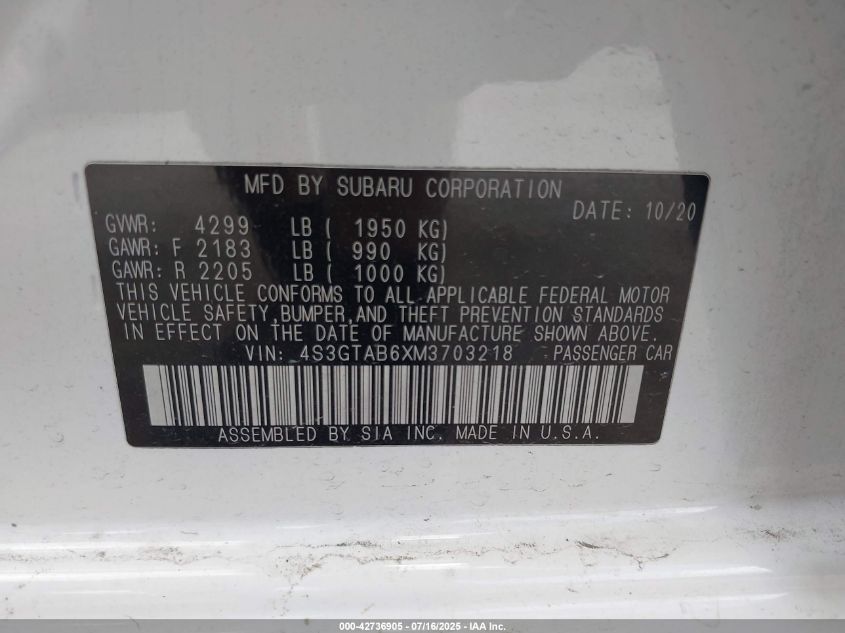 MFD BY SUBARU CORPORATION
DATE: 10/20
GVWR: 4299 LB ( 1950 KG)
GAWR: F 2183 LB ( 990 KG)
GAWR: R 2205 LB ( 1000 KG)
THIS VEHICLE CONFORMS TO ALL APPLICABLE FEDERAL MOTOR
VEHICLE SAFETY, BUMPER, AND THEFT PREVENTION STANDARDS
IN EFFECT ON THE DATE OF MANUFACTURE SHOWN ABOVE.
VIN: 4S3GTAB6XM3703218 PASSENGER CAR
ASSEMBLED BY SIA INC. MADE IN U.S.A.
000-42736905 - 07/16/2025 - IAA Inc.